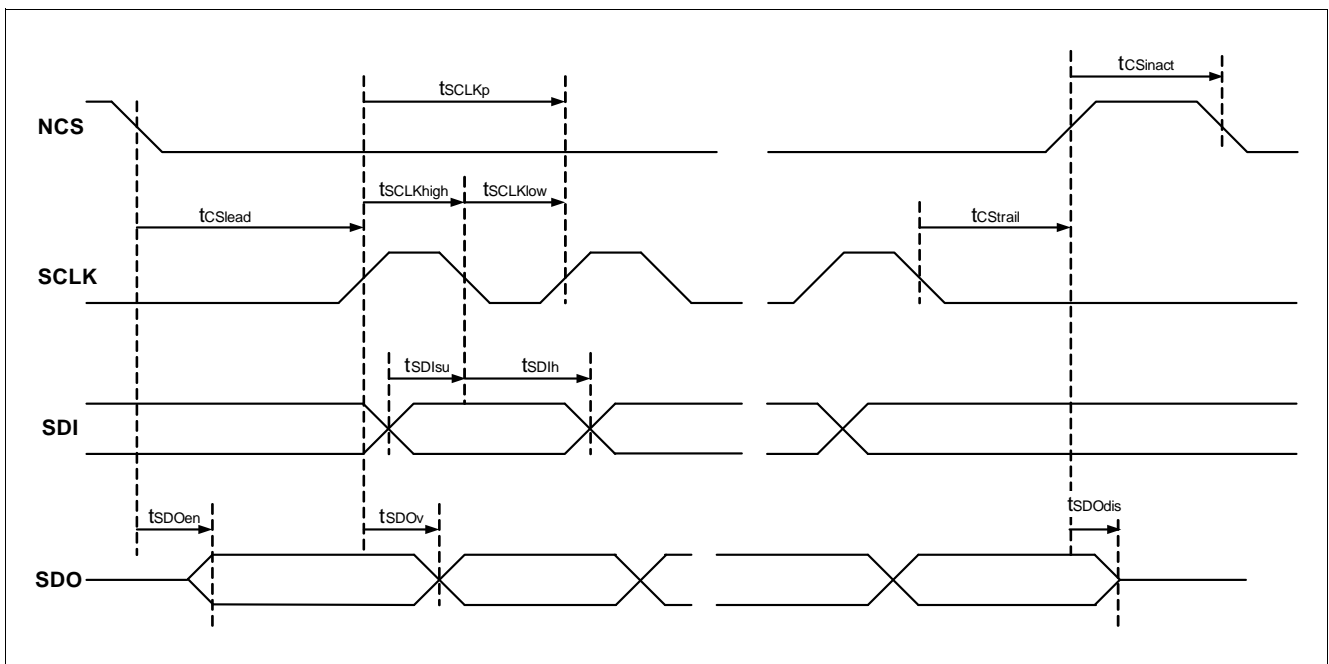 tCSinact
tSCLKp
NCS
tSCLKhigh
tSCLKlow
tCSlead
tCStrail
SCLK
tSDIsu
tSDIh
SDI
tSDOen
tSDOv
tSDOdis
SDO